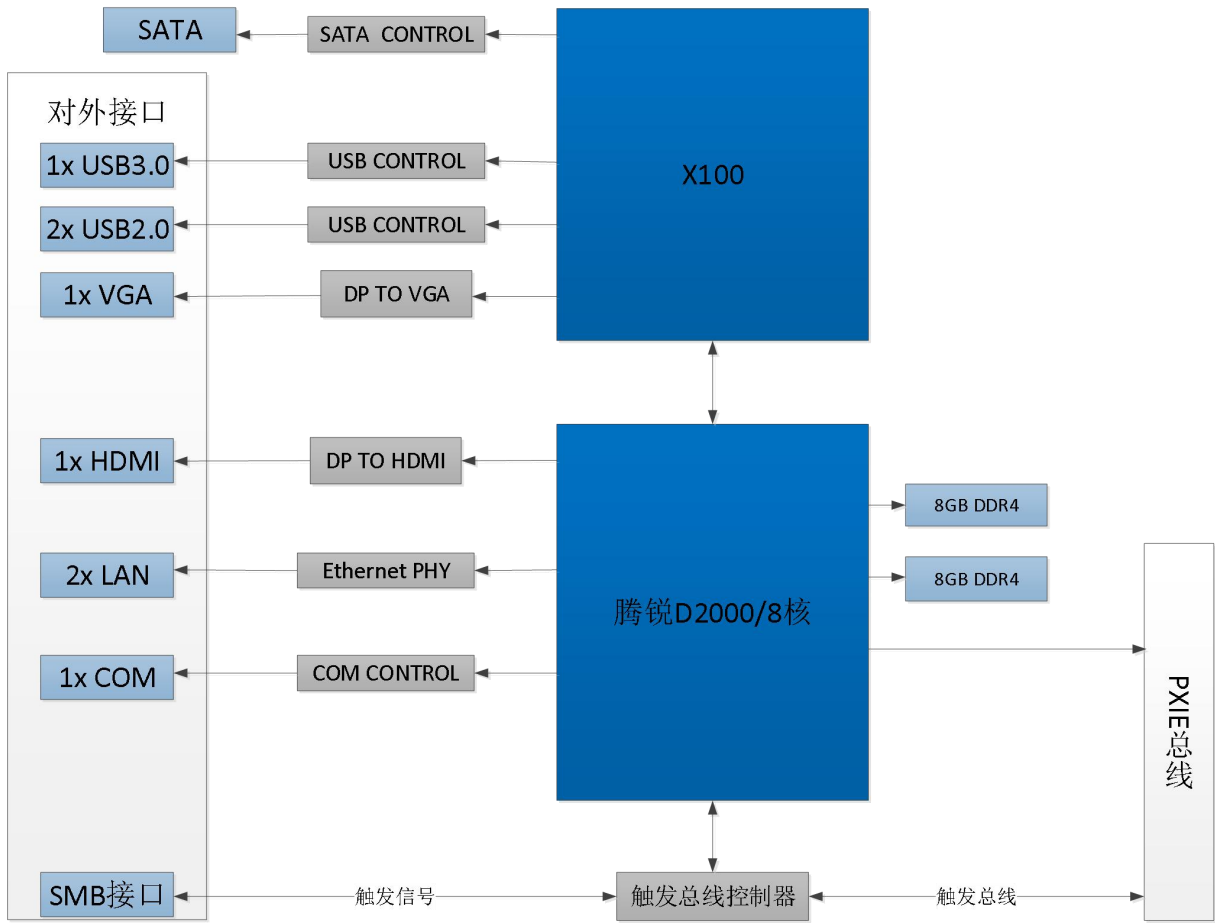 SATA
SATA CONTROL
对外接口
1x USB3.0
USB CONTROL
X100
2x USB2.0
USB CONTROL
1x VGA
DP TO VGA
1x HDMI
DP TO HDMI
8GB DDR4
2x LAN
Ethernet PHY
8GB DDR4
腾锐D2000/8核
1x COM
COM CONTROL
PXIE总线
SMB接口
触发信号
触发总线控制器
触发总线